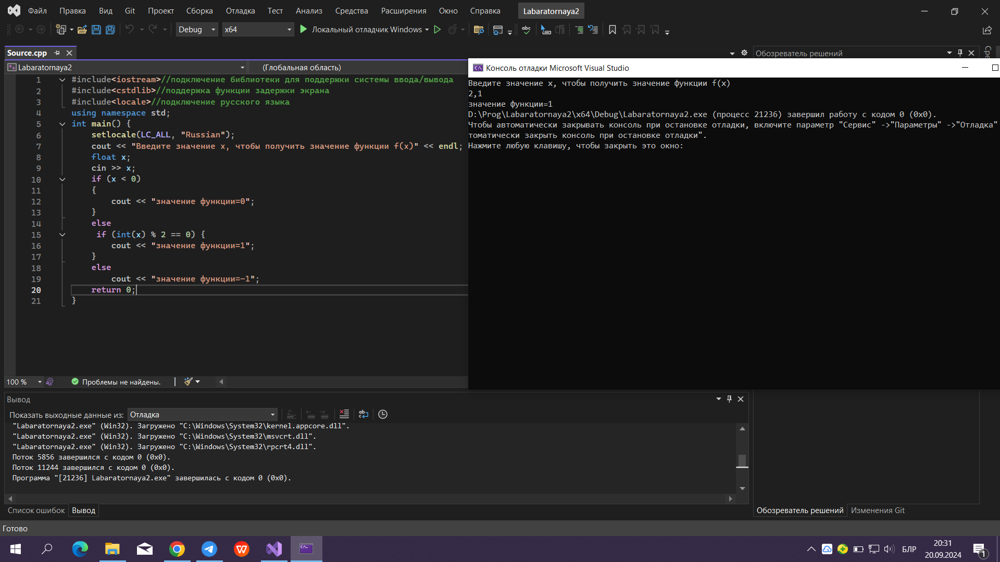 Файл Правка Вид Git Проект Сборка Отладка Тест Анализ Средства Расширения Окно Справка Labaratornaya2
Debug x64 Локальный отладчик Windows
Source.cpp
Обозреватель решений
Labaratornaya2 (Глобальная область)
1 #include<iostream>//подключение библиотеки для поддержки системы ввода/вывода
2 #include<cstdlib>//поддержка функции задержки экрана
3 #include<locale>//подключение русского языка
4 using namespace std;
5 int main() {
6 setlocale(LC_ALL, "Russian");
7 cout << "Введите значение x, чтобы получить значение функции f(x)" << endl;
8 float x;
9 cin >> x;
10 if (x < 0)
11 {
12 cout << "значение функции=0";
13 }
14 else
15 if (int(x) % 2 == 0) {
16 cout << "значение функции=1";
17 }
18 else
19 cout << "значение функции=-1";
20 return 0;
21 }
Консоль отладки Microsoft Visual Studio
Введите значение x, чтобы получить значение функции f(x)
2,1
значение функции=1
D:\Prog\Labaratornaya2\x64\Debug\Labaratornaya2.exe (процесс 21236) завершил работу с кодом 0 (0x0).
Чтобы автоматически закрывать консоль при остановке отладки, включите параметр "Сервис" ->"Параметры" ->"Отладка"
томатически закрыть консоль при остановке отладки".
Нажмите любую клавишу, чтобы закрыть это окно:
100 % Проблемы не найдены.
Вывод
Показать выходные данные из: Отладка
"Labaratornaya2.exe" (Win32). Загружено "C:\Windows\System32\kernel.appcore.dll".
"Labaratornaya2.exe" (Win32). Загружено "C:\Windows\System32\msvcrt.dll".
"Labaratornaya2.exe" (Win32). Загружено "C:\Windows\System32\rpcrt4.dll".
Поток 5856 завершился с кодом 0 (0x0).
Поток 11244 завершился с кодом 0 (0x0).
Программа "[21236] Labaratornaya2.exe" завершилась с кодом 0 (0x0).
Список ошибок Вывод
Обозреватель решений Изменения Git
Готово
БЛР
20:31
20.09.2024
1